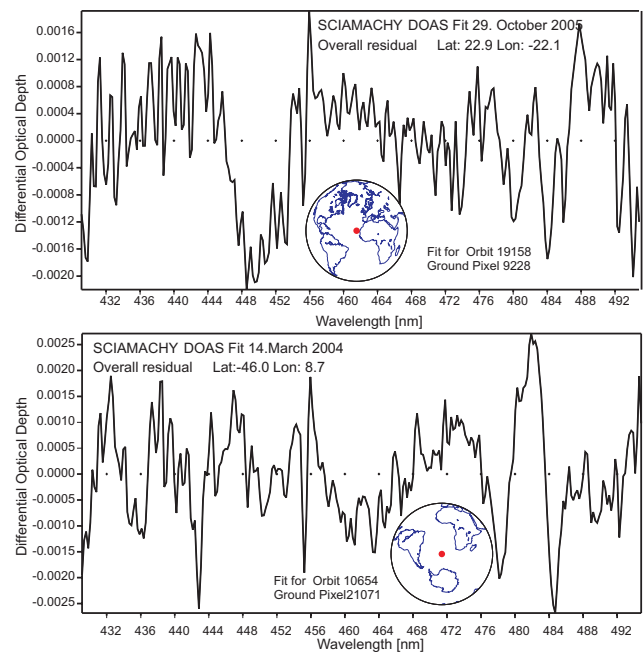 SCIAMACHY DOAS Fit 29. October 2005
Overall residual Lat: 22.9 Lon: -22.1
0.0016
0.0012
0.0008
0.0004
0.0000
-0.0004
-0.0008
-0.0012
-0.0016
-0.0020
Differential Optical Depth
Fit for Orbit 19158
Ground Pixel 9228
432 436 440 444 448 452 456 460 464 468 472 476 480 484 488 492
Wavelength [nm]
SCIAMACHY DOAS Fit 14.March 2004
Overall residual Lat:-46.0 Lon: 8.7
0.0025
0.0020
0.0015
0.0010
0.0005
0.0000
-0.0005
-0.0010
-0.0015
-0.0020
-0.0025
Differential Optical Depth
Fit for Orbit 10654
Ground Pixel21071
432 436 440 444 448 452 456 460 464 468 472 476 480 484 488 492
Wavelength [nm]